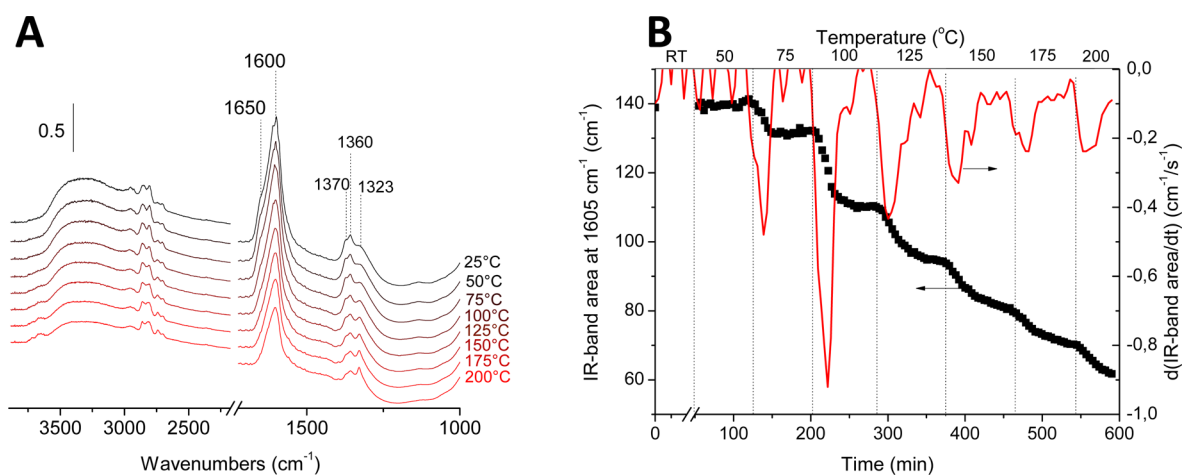 A
0.5
1600
1650
1360
1370
1323
25°C
50°C
75°C
100°C
125°C
150°C
175°C
200°C
3500 3000 2500 1500 1000
Wavenumbers (cm⁻¹)
B
Temperature (°C)
RT 50 75 100 125 150 175 200
IR-band area at 1605 cm⁻¹ (cm⁻¹)
140
120
100
80
60
0 100 200 300 400 500 600
Time (min)
0,0
-0,2
-0,4
-0,6
-0,8
-1,0
d(IR-band area/dt) (cm⁻¹/s⁻¹)